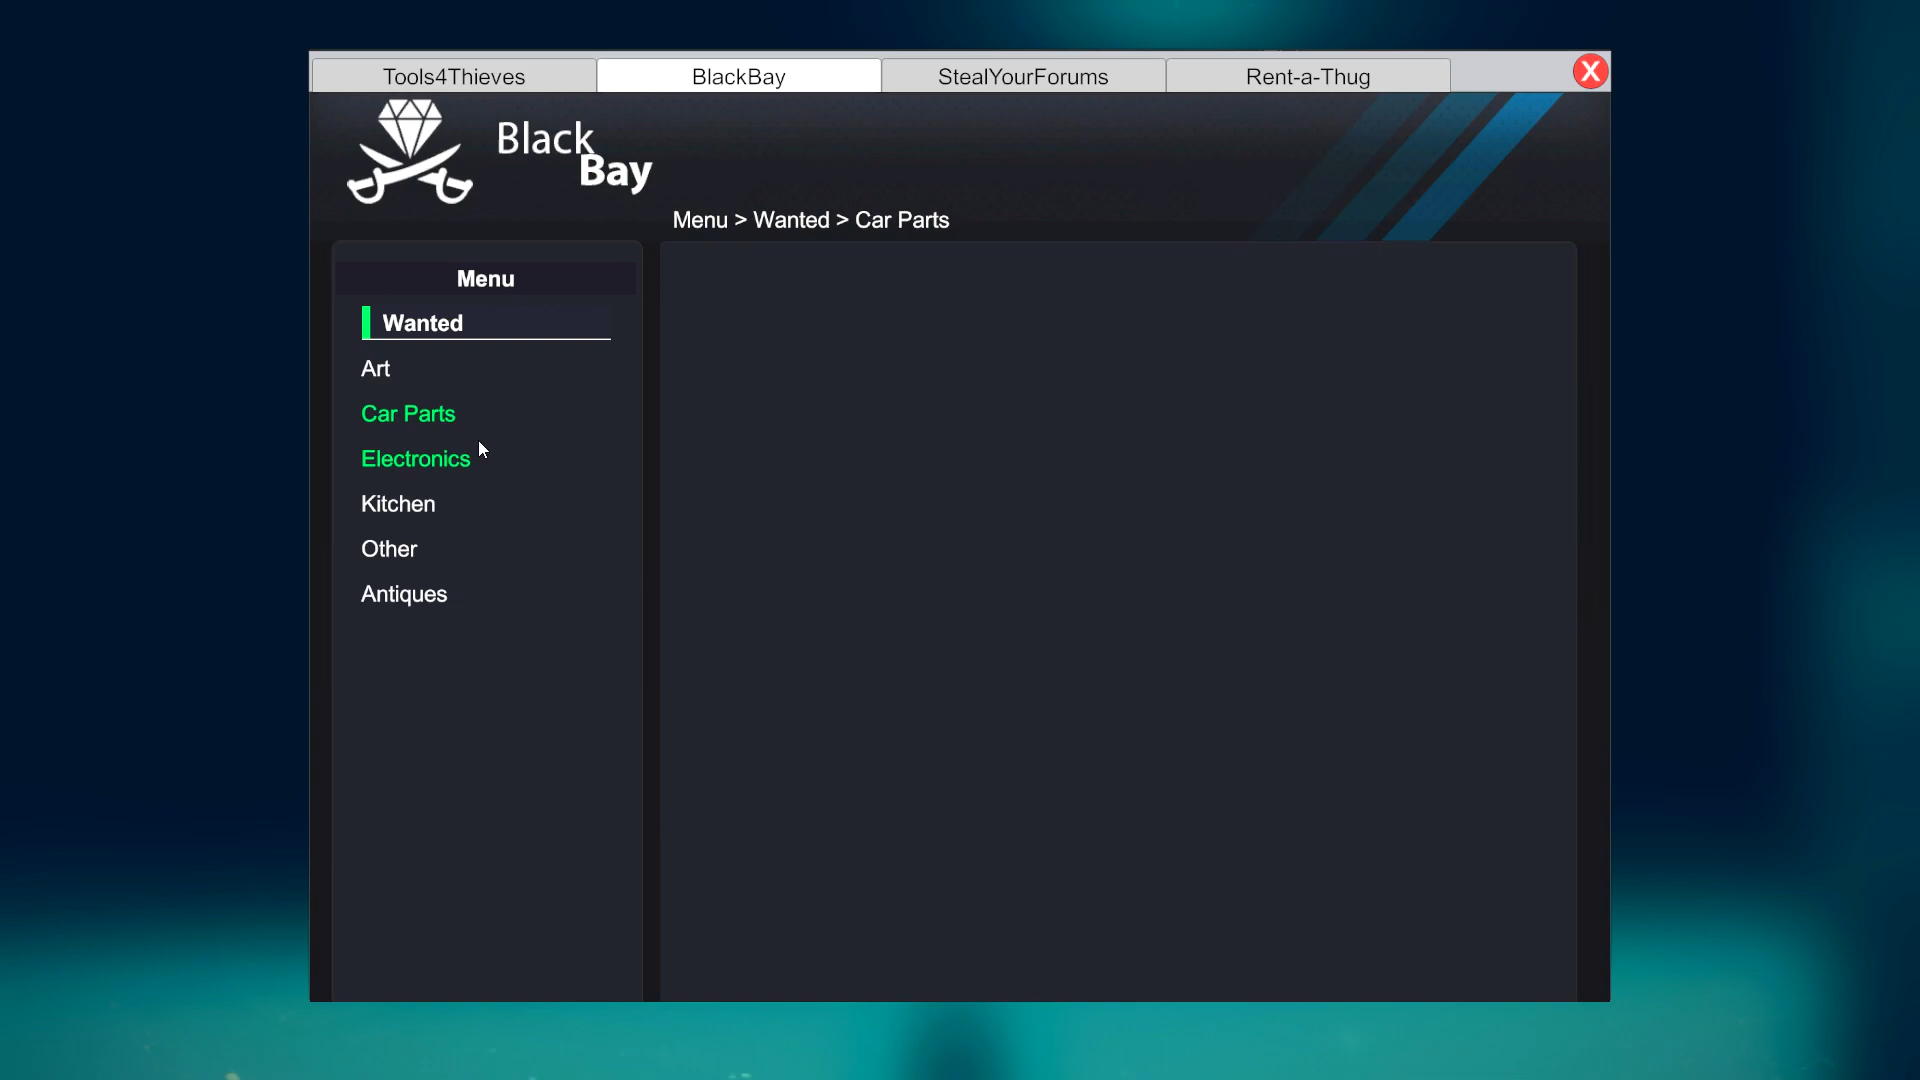 Tools4Thieves
BlackBay
StealYourForums
Rent-a-Thug
X
Black
Bay
Menu > Wanted > Car Parts
Menu
Wanted
Art
Car Parts
Electronics
Kitchen
Other
Antiques